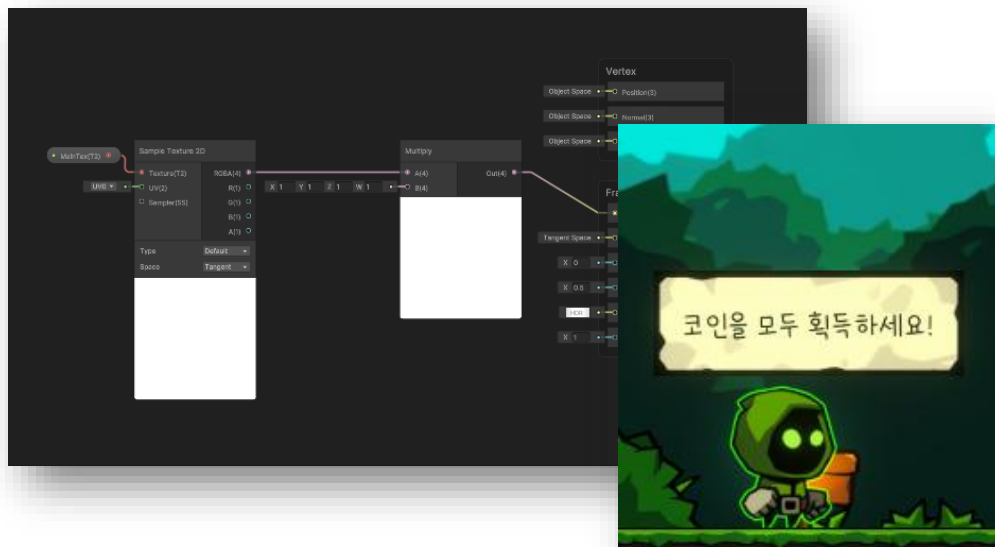 Vertex
Object Space
Position(3)
Object Space
Normal(3)
Object Space
MainTex(T2)
Sample Texture 2D
Texture(T2)
RGBA(4)
UV0
UV(2)
R(1)
Sampler(SS)
G(1)
B(1)
A(1)
Type
Default
Space
Tangent
Multiply
A(4)
Out(4)
X 1 Y 1 Z 1 W 1
B(4)
Fra
Tangent Space
X 0
X 0.5
HDR
X 1
코인을 모두 획득하세요!